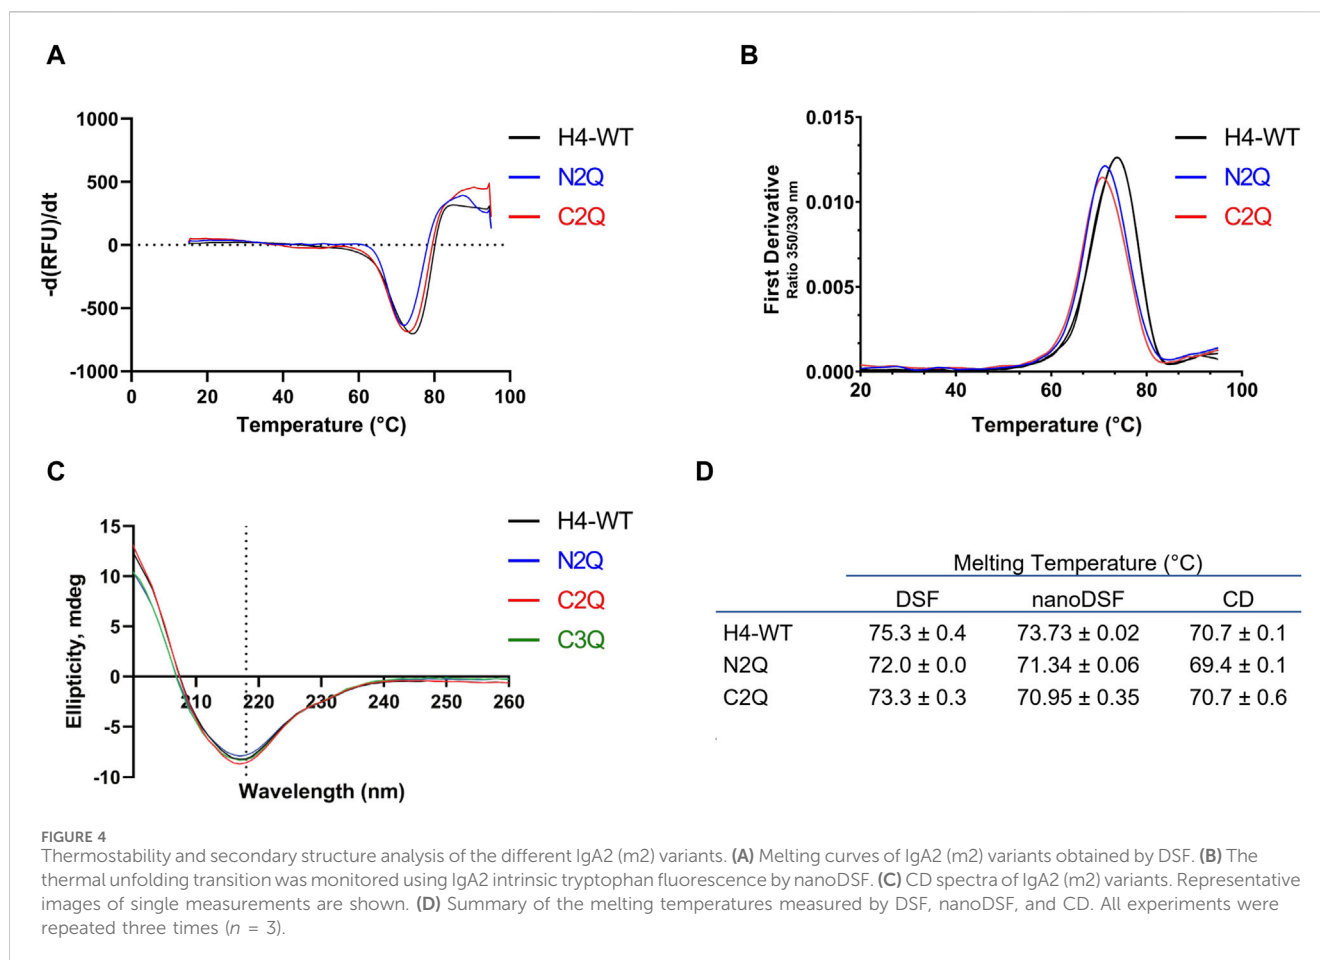 A
1000
500
0
-500
-1000
-d(RFU)/dt
0 20 40 60 80 100
Temperature (°C)
H4-WT
N2Q
C2Q
B
0.015
0.010
0.005
0.000
First Derivative
Ratio 350/330 nm
20 40 60 80 100
Temperature (°C)
H4-WT
N2Q
C2Q
C
15
10
5
0
-5
-10
Ellipticity, mdeg
210 220 230 240 250 260
Wavelength (nm)
H4-WT
N2Q
C2Q
C3Q
D
Melting Temperature (°C)
DSF nanoDSF CD
H4-WT 75.3 ± 0.4 73.73 ± 0.02 70.7 ± 0.1
N2Q 72.0 ± 0.0 71.34 ± 0.06 69.4 ± 0.1
C2Q 73.3 ± 0.3 70.95 ± 0.35 70.7 ± 0.6
FIGURE 4
Thermostability and secondary structure analysis of the different IgA2 (m2) variants. (A) Melting curves of IgA2 (m2) variants obtained by DSF. (B) The
thermal unfolding transition was monitored using IgA2 intrinsic tryptophan fluorescence by nanoDSF. (C) CD spectra of IgA2 (m2) variants. Representative
images of single measurements are shown. (D) Summary of the melting temperatures measured by DSF, nanoDSF, and CD. All experiments were
repeated three times (n = 3).